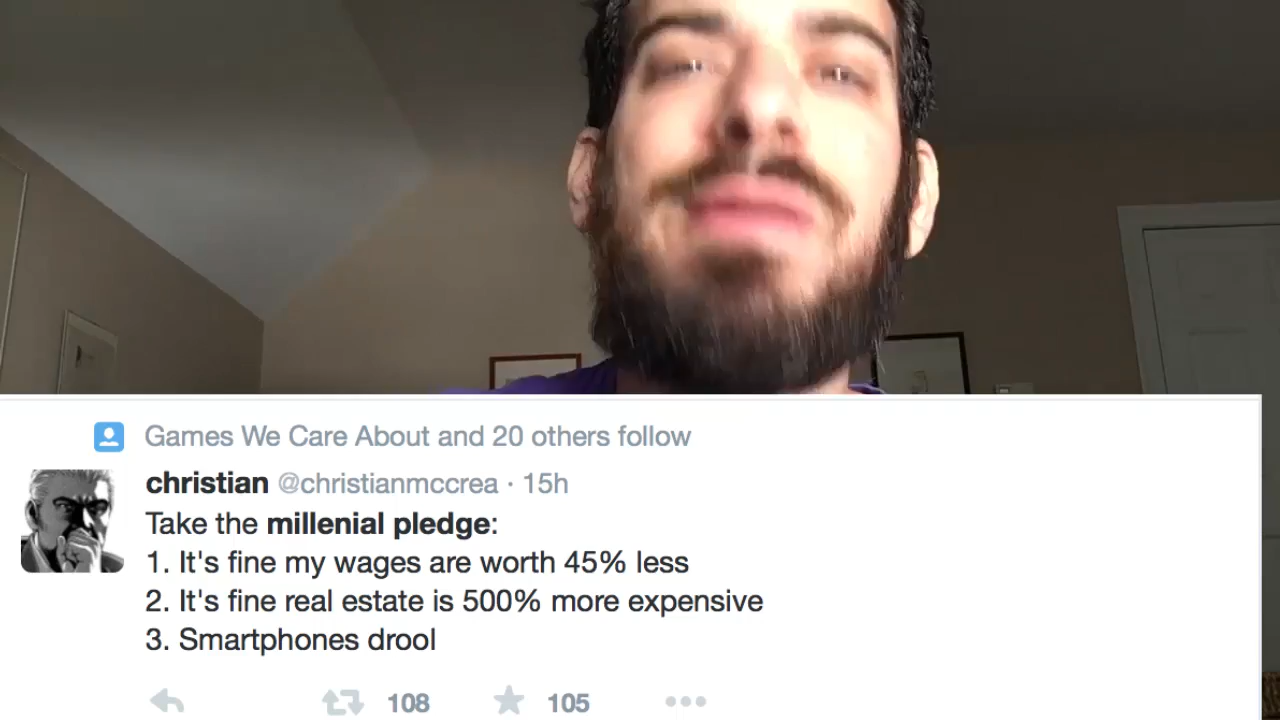 Games We Care About and 20 others follow
christian @christianmccrea · 15h
Take the millenial pledge:
1. It's fine my wages are worth 45% less
2. It's fine real estate is 500% more expensive
3. Smartphones drool
108 105